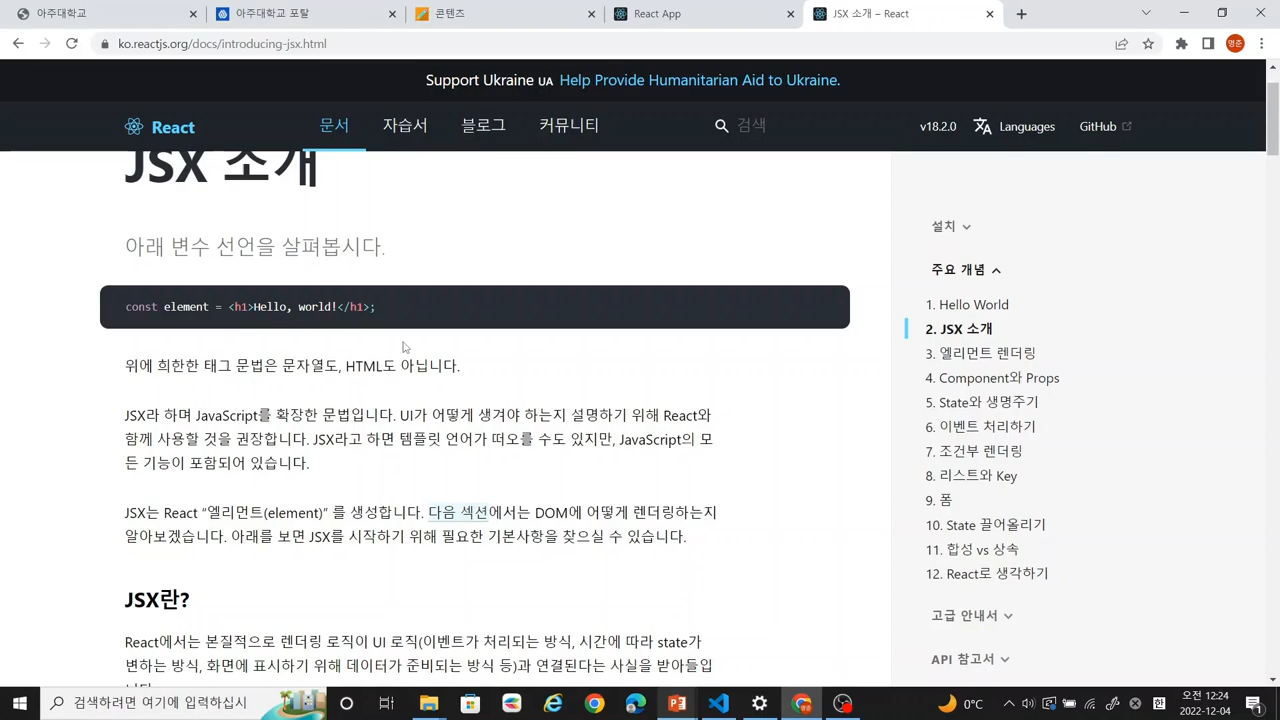 아주대학교
아주대학교 포탈
콘텐츠
React App
JSX 소개 – React
ko.reactjs.org/docs/introducing-jsx.html
명준
Support Ukraine UA Help Provide Humanitarian Aid to Ukraine.
React
문서
자습서
블로그
커뮤니티
검색
v18.2.0
Languages
GitHub
JSX 소개
아래 변수 선언을 살펴봅시다.
const element = <h1>Hello, world!</h1>;
위에 희한한 태그 문법은 문자열도, HTML도 아닙니다.
JSX라 하며 JavaScript를 확장한 문법입니다. UI가 어떻게 생겨야 하는지 설명하기 위해 React와
함께 사용할 것을 권장합니다. JSX라고 하면 템플릿 언어가 떠오를 수도 있지만, JavaScript의 모
든 기능이 포함되어 있습니다.
JSX는 React “엘리먼트(element)” 를 생성합니다. 다음 섹션에서는 DOM에 어떻게 렌더링하는지
알아보겠습니다. 아래를 보면 JSX를 시작하기 위해 필요한 기본사항을 찾으실 수 있습니다.
JSX란?
React에서는 본질적으로 렌더링 로직이 UI 로직(이벤트가 처리되는 방식, 시간에 따라 state가
변하는 방식, 화면에 표시하기 위해 데이터가 준비되는 방식 등)과 연결된다는 사실을 받아들입
설치
주요 개념
1. Hello World
2. JSX 소개
3. 엘리먼트 렌더링
4. Component와 Props
5. State와 생명주기
6. 이벤트 처리하기
7. 조건부 렌더링
8. 리스트와 Key
9. 폼
10. State 끌어올리기
11. 합성 vs 상속
12. React로 생각하기
고급 안내서
API 참고서
검색하려면 여기에 입력하십시
0°C
오전 12:24
2022-12-04